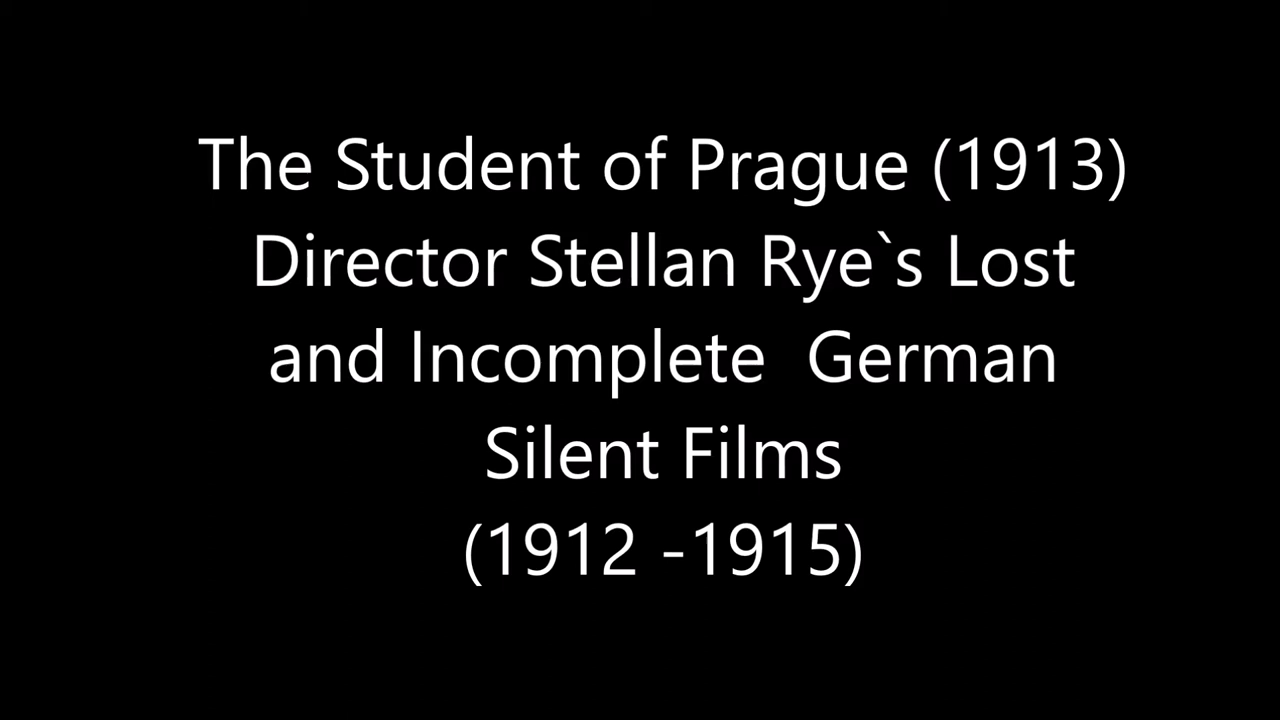 The Student of Prague (1913)
Director Stellan Rye`s Lost
and Incomplete  German
Silent Films
(1912 -1915)